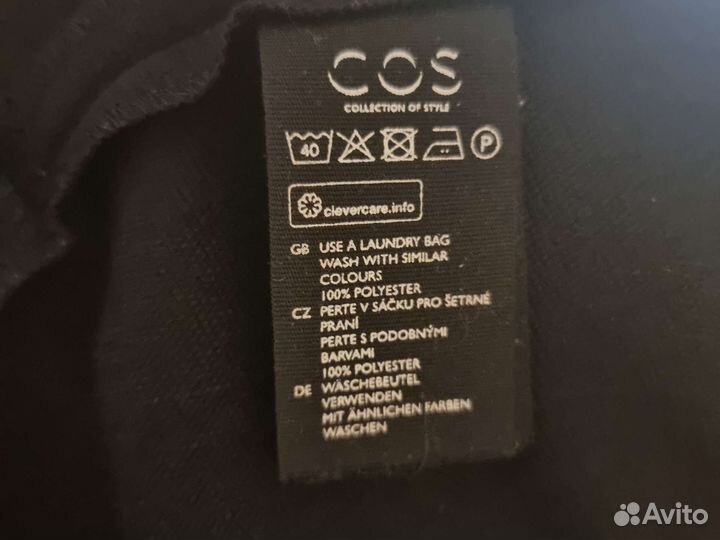 COS
COLLECTION OF STYLE
40 P
clevercare.info
GB USE A LAUNDRY BAG
WASH WITH SIMILAR
COLOURS
100% POLYESTER
CZ PERTE V SÁČKU PRO ŠETRNÉ
PRANÍ
PERTE S PODOBNÝMI
BARVAMI
100% POLYESTER
DE WÄSCHEBEUTEL
VERWENDEN
MIT ÄHNLICHEN FARBEN
WASCHEN
Avito